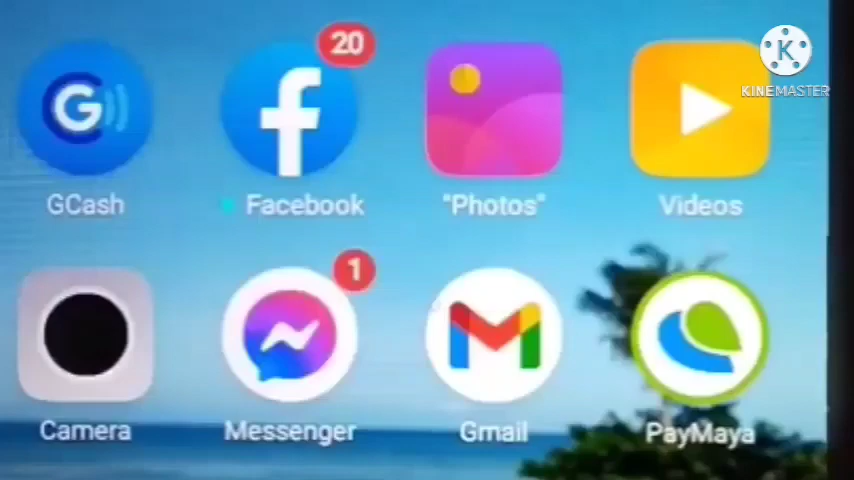 20
K
KINEMASTER
G
f
GCash
Facebook
"Photos"
Videos
1
Camera
Messenger
Gmail
PayMaya